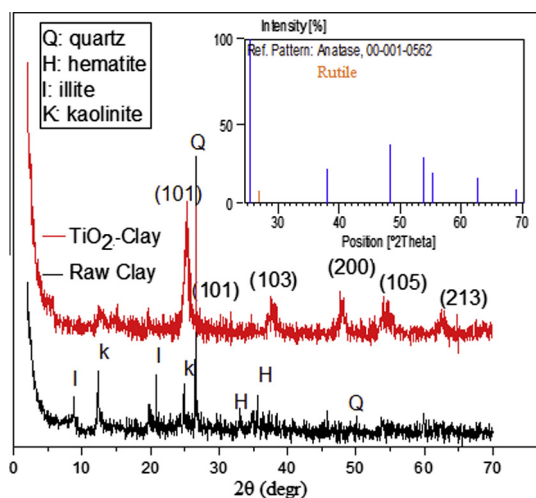 Q: quartz
H: hematite
I: illite
K: kaolinite
Intensity [%]
Ref. Pattern: Anatase, 00-001-0562
Rutile
100
50
0
30 40 50 60 70
Position [°2Theta]
Q
(101)
TiO2-Clay
Raw Clay
(101) (103) (200) (105) (213)
I k I k Q H H Q
0 10 20 30 40 50 60 70
2θ (degr)